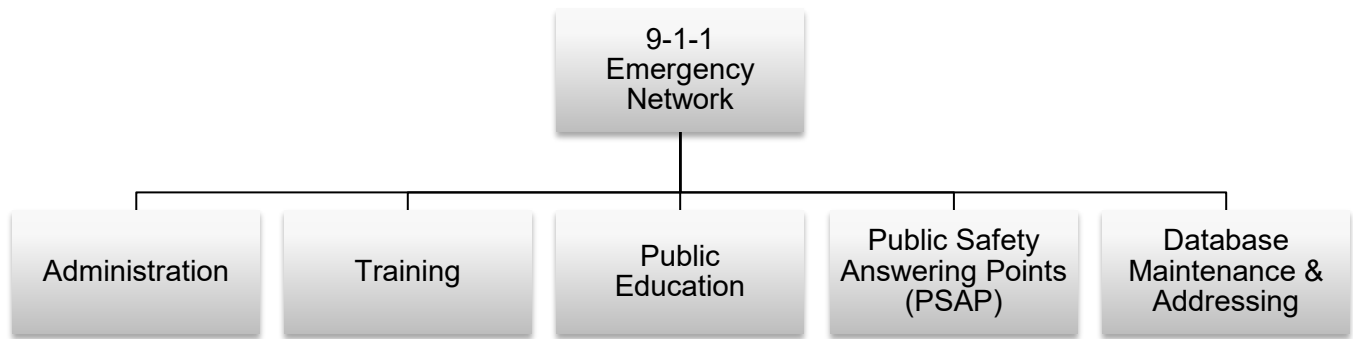 9-1-1
Emergency
Network
Administration
Training
Public
Education
Public Safety
Answering Points
(PSAP)
Database
Maintenance &
Addressing